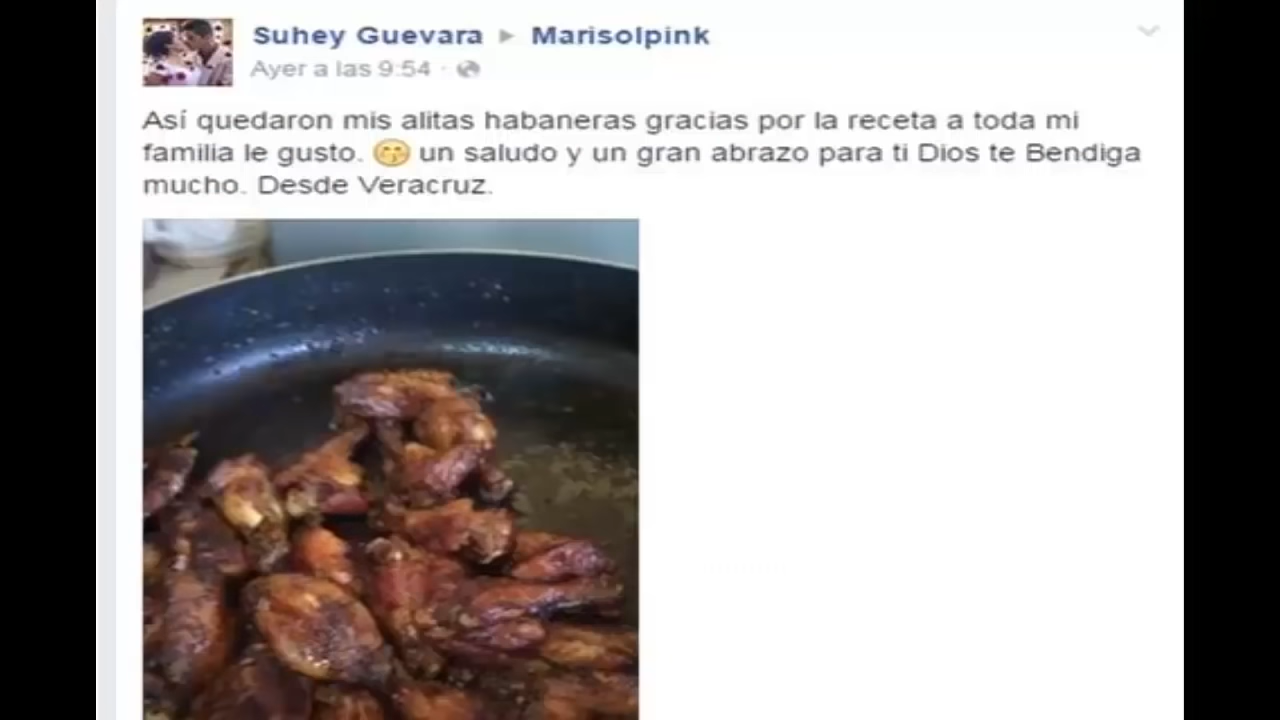 Suhey Guevara ▶ Marisolpink
Ayer a las 9:54 ·
Así quedaron mis alitas habaneras gracias por la receta a toda mi
familia le gusto. 😙 un saludo y un gran abrazo para ti Dios te Bendiga
mucho. Desde Veracruz.